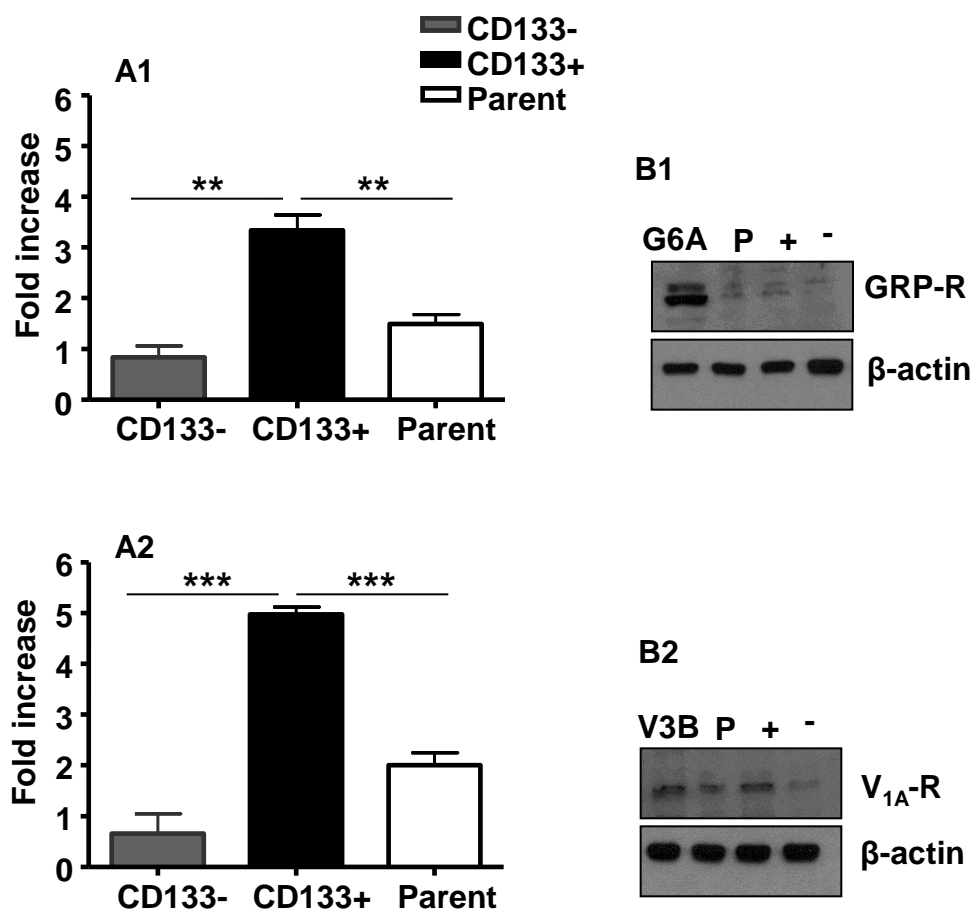 CD133-
CD133+
Parent
A1
Fold increase
6
5
4
3
2
1
0
** **
CD133- CD133+ Parent
B1
G6A P + -
GRP-R
β-actin
A2
Fold increase
6
5
4
3
2
1
0
*** ***
CD133- CD133+ Parent
B2
V3B P + -
V1A-R
β-actin